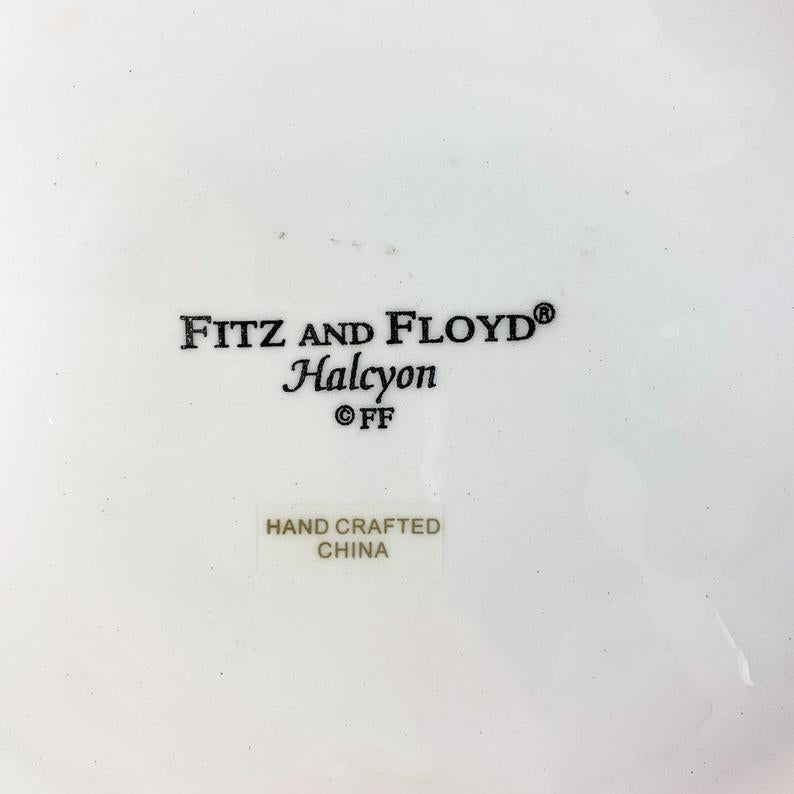 FITZ AND FLOYD®
Halcyon
©FF
HAND CRAFTED
CHINA